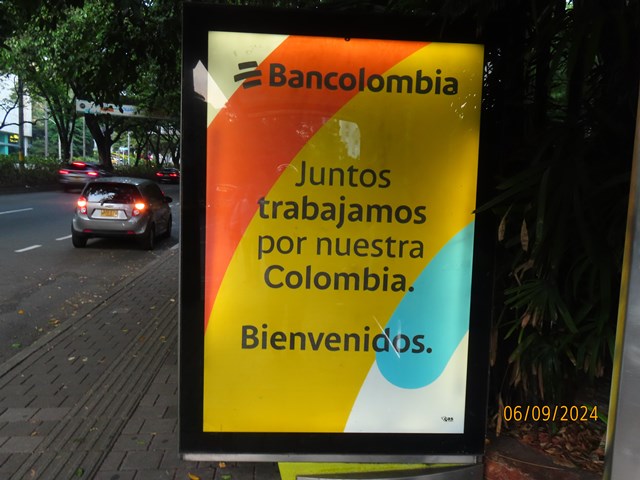 Bancolombia
Juntos
trabajamos
por nuestra
Colombia.
Bienvenidos.
06/09/2024